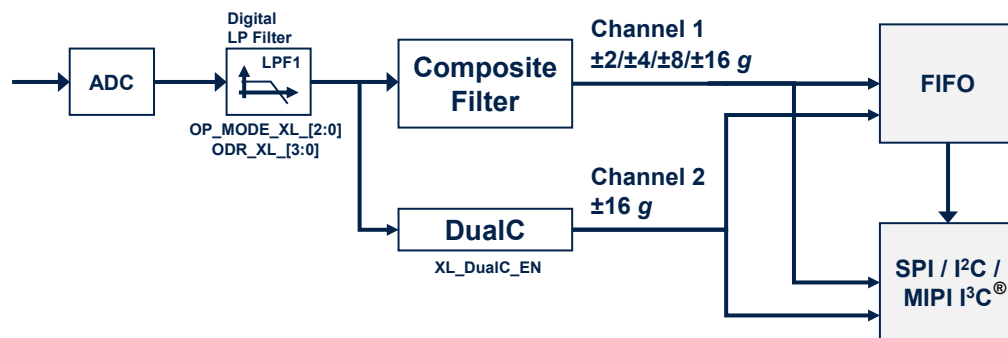 Digital
LP Filter
ADC
LPF1
OP_MODE_XL_[2:0]
ODR_XL_[3:0]
Composite
Filter
Channel 1
±2/±4/±8/±16 g
FIFO
Channel 2
±16 g
DualC
XL_DualC_EN
SPI / I²C /
MIPI I³C®